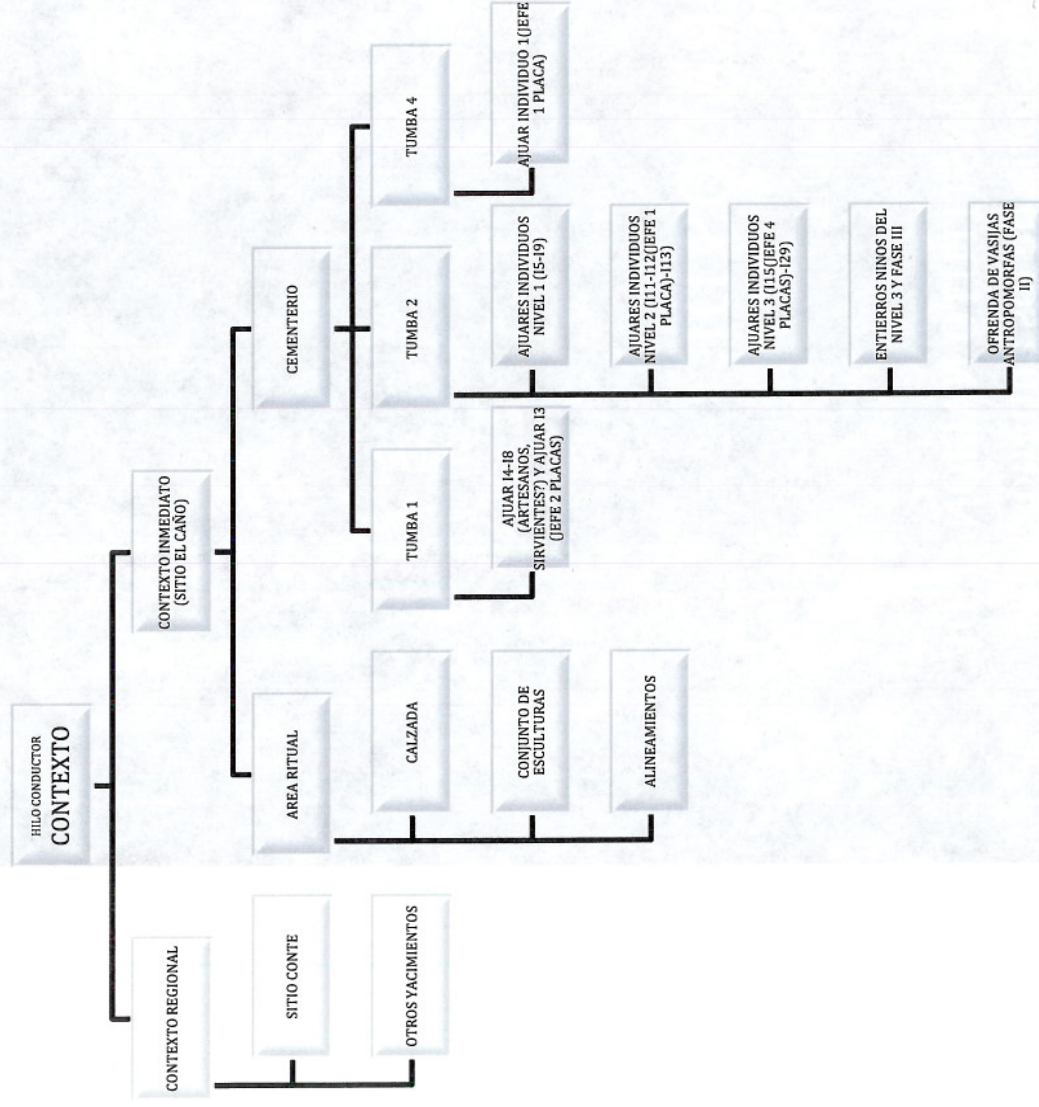 HILO CONDUCTOR
CONTEXTO
CONTEXTO REGIONAL
SITIO CONTE
OTROS YACIMIENTOS
CONTEXTO INMEDIATO
(SITIO EL CAÑO)
AREA RITUAL
CALZADA
CONJUNTO DE
ESCULTURAS
ALINEAMIENTOS
CEMENTERIO
TUMBA 1
AJUAR I4-I8
(ARTESANOS,
SIRVIENTES?) Y AJUAR I3
(JEFE 2 PLACAS)
TUMBA 2
AJUARES INDIVIDUOS
NIVEL 1 (I5-I9)
AJUARES INDIVIDUOS
NIVEL 2 (I11-I12(JEFE 1
PLACA)-I13)
AJUARES INDIVIDUOS
NIVEL 3 (I15(JEFE 4
PLACAS)-I29)
ENTIERROS NINOS DEL
NIVEL 3 Y FASE III
OFRENDA DE VASIJAS
ANTROPOMORFAS (FASE
II)
TUMBA 4
AJUAR INDIVIDUO 1(JEFE
1 PLACA)